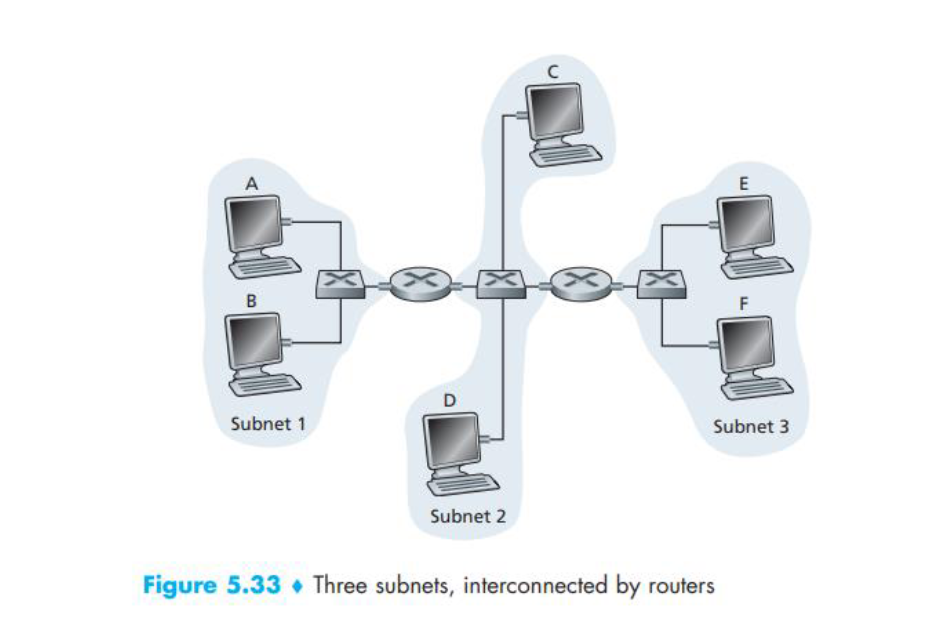 C
A
E
B
F
D
Subnet 1
Subnet 3
Subnet 2
Figure 5.33 ♦ Three subnets, interconnected by routers